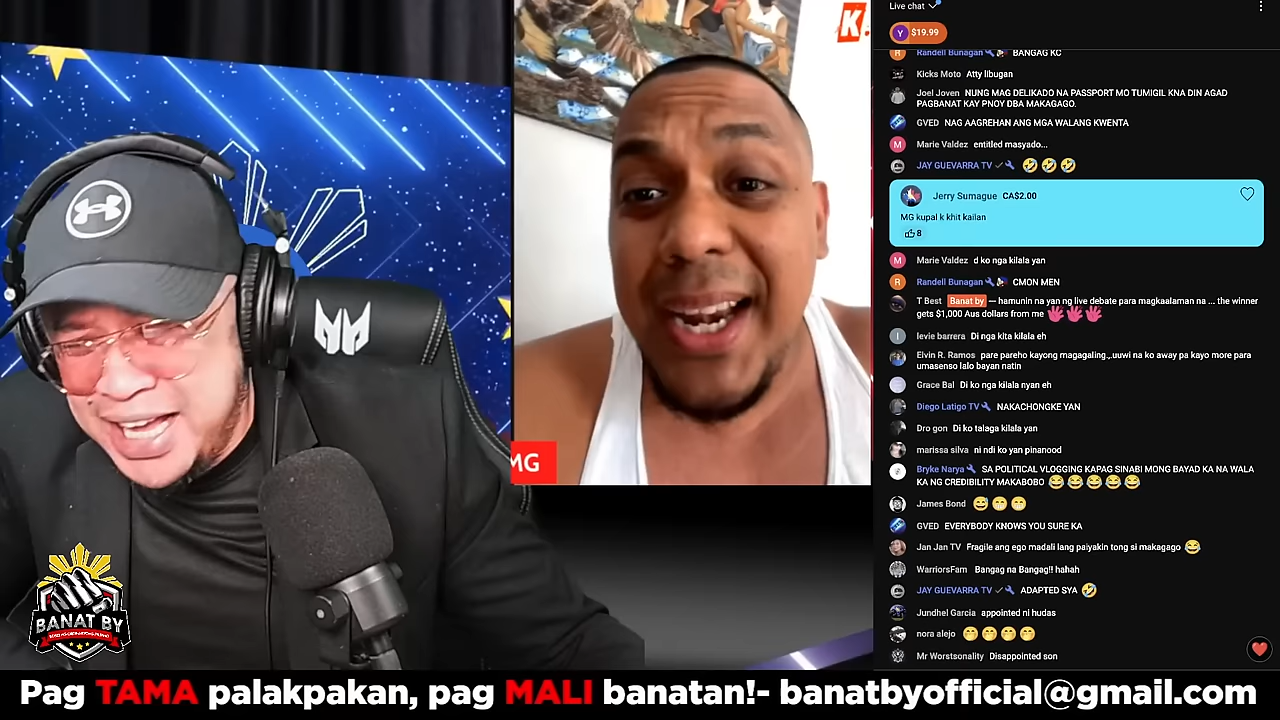 K
MG
BANAT BY
Live chat
Y $19.99
Randell Bunagan BANGAG KC
Kicks Moto Atty libugan
Joel Joven NUNG MAG DELIKADO NA PASSPORT MO TUMIGIL KNA DIN AGAD
PAGBANAT KAY PNOY DBA MAKAGAGO.
GVED NAG AAGREHAN ANG MGA WALANG KWENTA
M Marie Valdez entitled masyado...
JAY GUEVARRA TV 🤣 🤣 🤣
Jerry Sumague CA$2.00
MG kupal k khit kailan
8
M Marie Valdez d ko nga kilala yan
R Randell Bunagan CMON MEN
T Best Banat by — hamunin na yan ng live debate para magkaalaman na ... the winner
gets $1,000 Aus dollars from me
I levie barrera Di nga kita kilala eh
Elvin R. Ramos pare pareho kayong magagaling.,.uuwi na ko away pa kayo more para
umasenso lalo bayan natin
Grace Bal Di ko nga kilala nyan eh
Diego Latigo TV NAKACHONGKE YAN
Dro gon Di ko talaga kilala yan
marissa silva ni ndi ko yan pinanood
Bryke Narya SA POLITICAL VLOGGING KAPAG SINABI MONG BAYAD KA NA WALA
KA NG CREDIBILITY MAKABOBO 😂 😂 😂 😂 😂
James Bond 😅 😁 😁
GVED EVERYBODY KNOWS YOU SURE KA
Jan Jan TV Fragile ang ego madali lang paiyakin tong si makagago 😂
WarriorsFam Bangag na Bangag!! hahah
JAY GUEVARRA TV ADAPTED SYA 🤣
Jundhel Garcia appointed ni hudas
nora alejo 🤭 🤭 🤭 🤭
Mr Worstsonality Disappointed son
Pag TAMA palakpakan, pag MALI banatan!- banatbyofficial@gmail.com